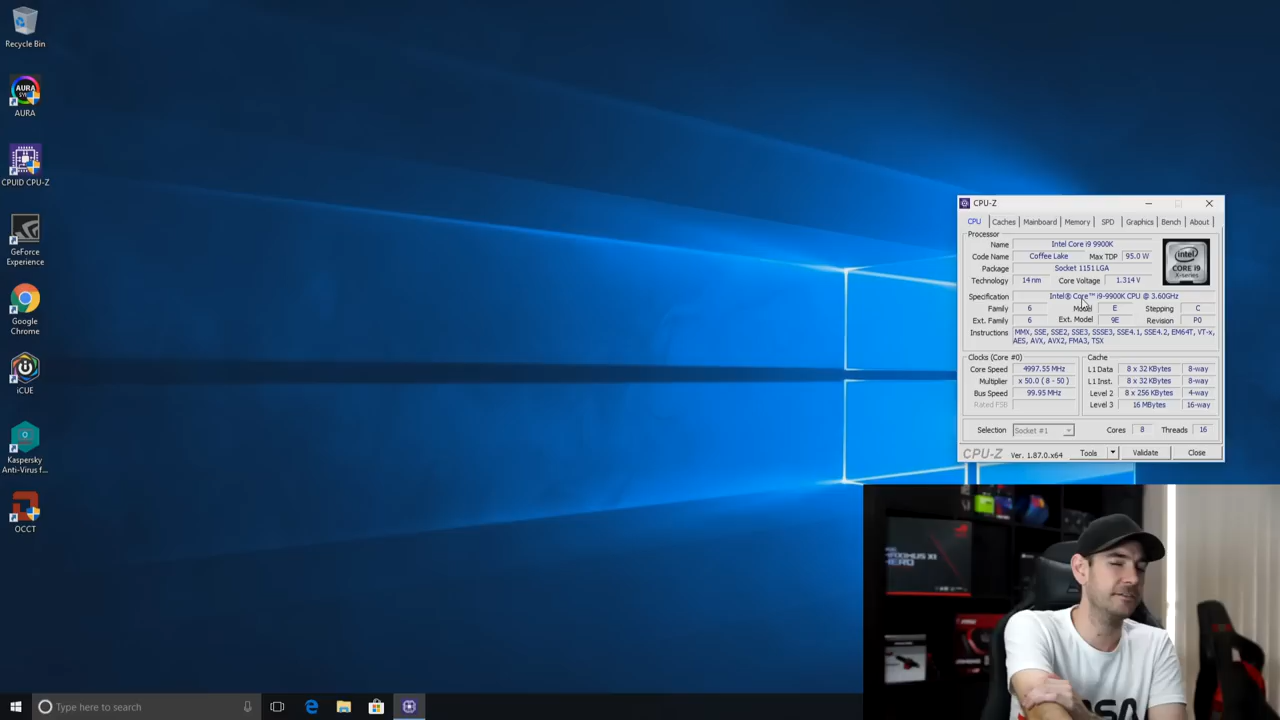 Recycle Bin
AURA
AURA
CPUID CPU-Z
GeForce
Experience
Google
Chrome
iCUE
Kaspersky
Anti-Virus f...
OCCT
Type here to search
CPU-Z
CPU Caches Mainboard Memory SPD Graphics Bench About
Processor
Name Intel Core i9 9900K
Code Name Coffee Lake Max TDP 95.0 W
Package Socket 1151 LGA
Technology 14 nm Core Voltage 1.314 V
intel
CORE i9
X-series
Specification Intel® Core™ i9-9900K CPU @ 3.60GHz
Family 6 Model E Stepping C
Ext. Family 6 Ext. Model 9E Revision P0
Instructions MMX, SSE, SSE2, SSE3, SSSE3, SSE4.1, SSE4.2, EM64T, VT-x,
AES, AVX, AVX2, FMA3, TSX
Clocks (Core #0)
Core Speed 4997.55 MHz
Multiplier x 50.0 ( 8 - 50 )
Bus Speed 99.95 MHz
Rated FSB
Cache
L1 Data 8 x 32 KBytes 8-way
L1 Inst. 8 x 32 KBytes 8-way
Level 2 8 x 256 KBytes 4-way
Level 3 16 MBytes 16-way
Selection Socket #1 Cores 8 Threads 16
CPU-Z Ver. 1.87.0.x64 Tools Validate Close
MAXIMUS XI
HERO